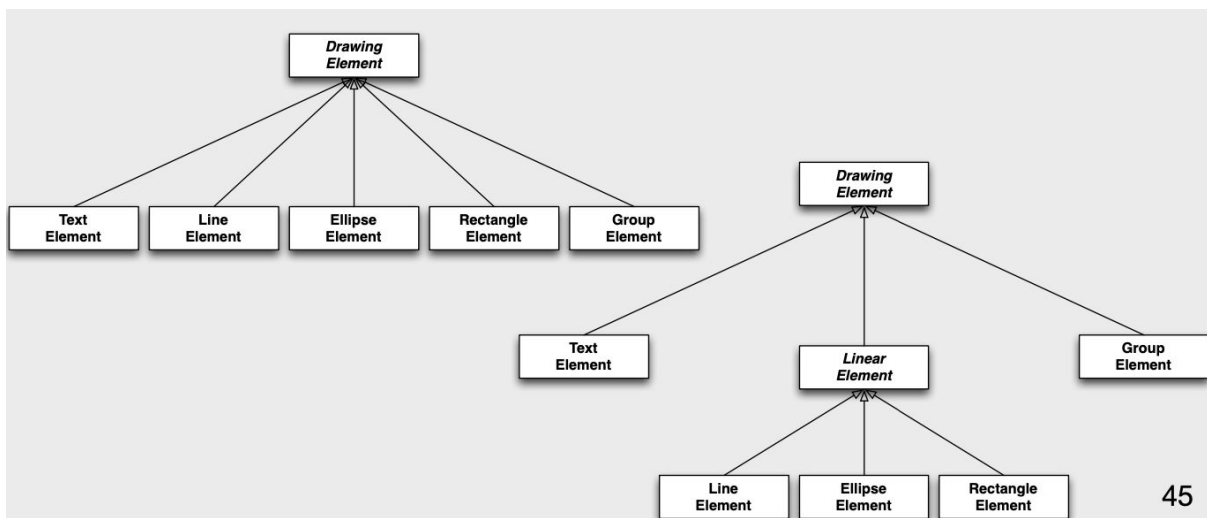 Drawing
Element
Text
Element
Line
Element
Ellipse
Element
Rectangle
Element
Group
Element
Drawing
Element
Text
Element
Linear
Element
Group
Element
Line
Element
Ellipse
Element
Rectangle
Element
45